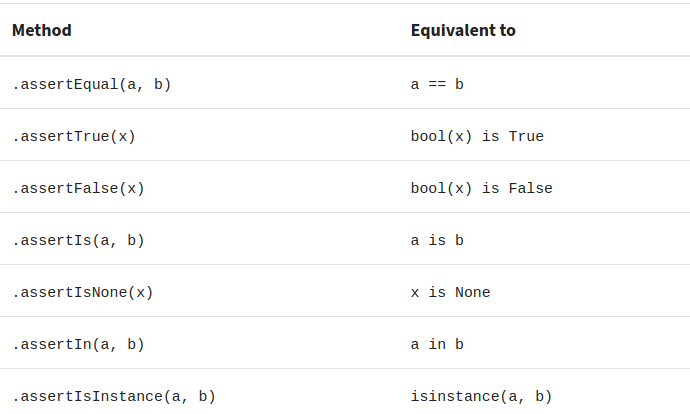 Method Equivalent to
.assertEqual(a, b) a == b
.assertTrue(x) bool(x) is True
.assertFalse(x) bool(x) is False
.assertIs(a, b) a is b
.assertIsNone(x) x is None
.assertIn(a, b) a in b
.assertIsInstance(a, b) isinstance(a, b)